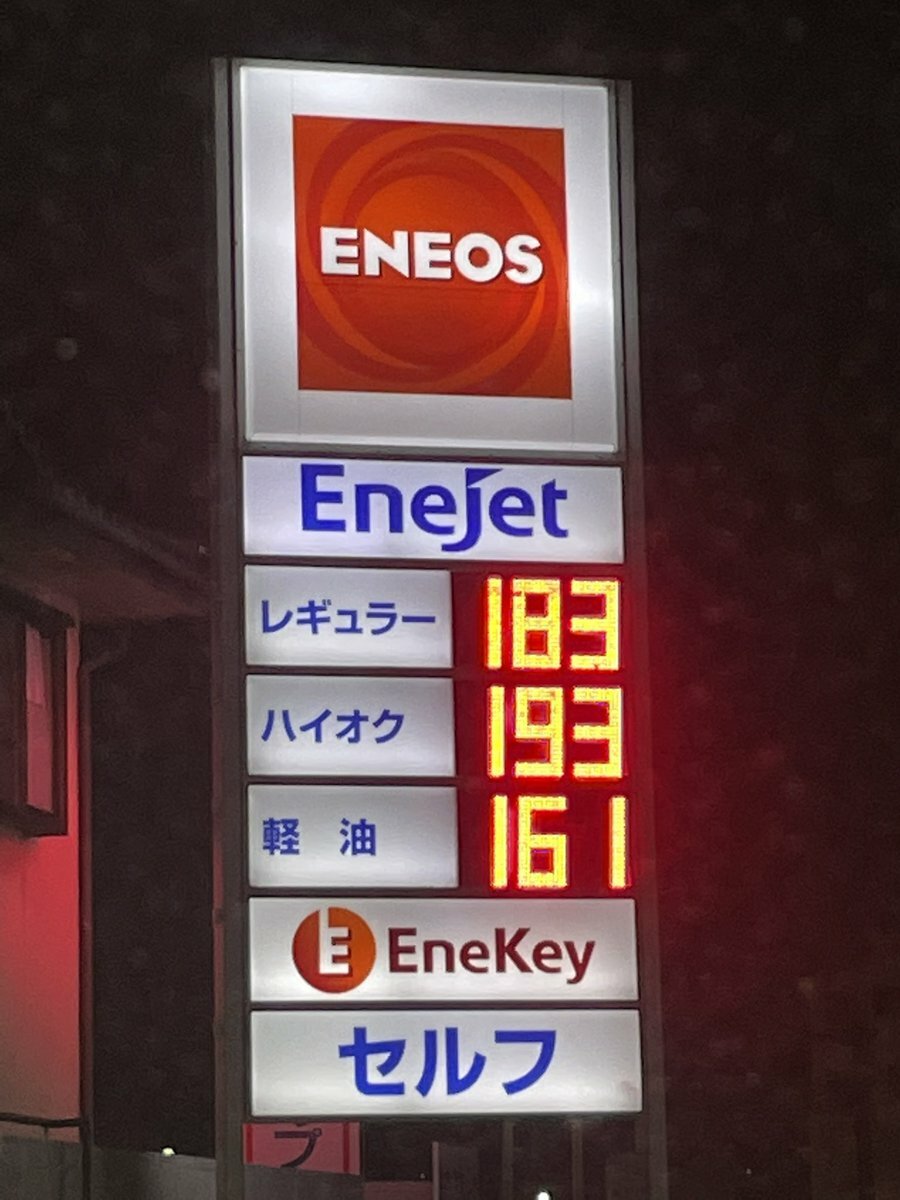 ENEOS
Enejet
レギュラー 183
ハイオク 193
軽 油 161
E EneKey
セルフ
プ